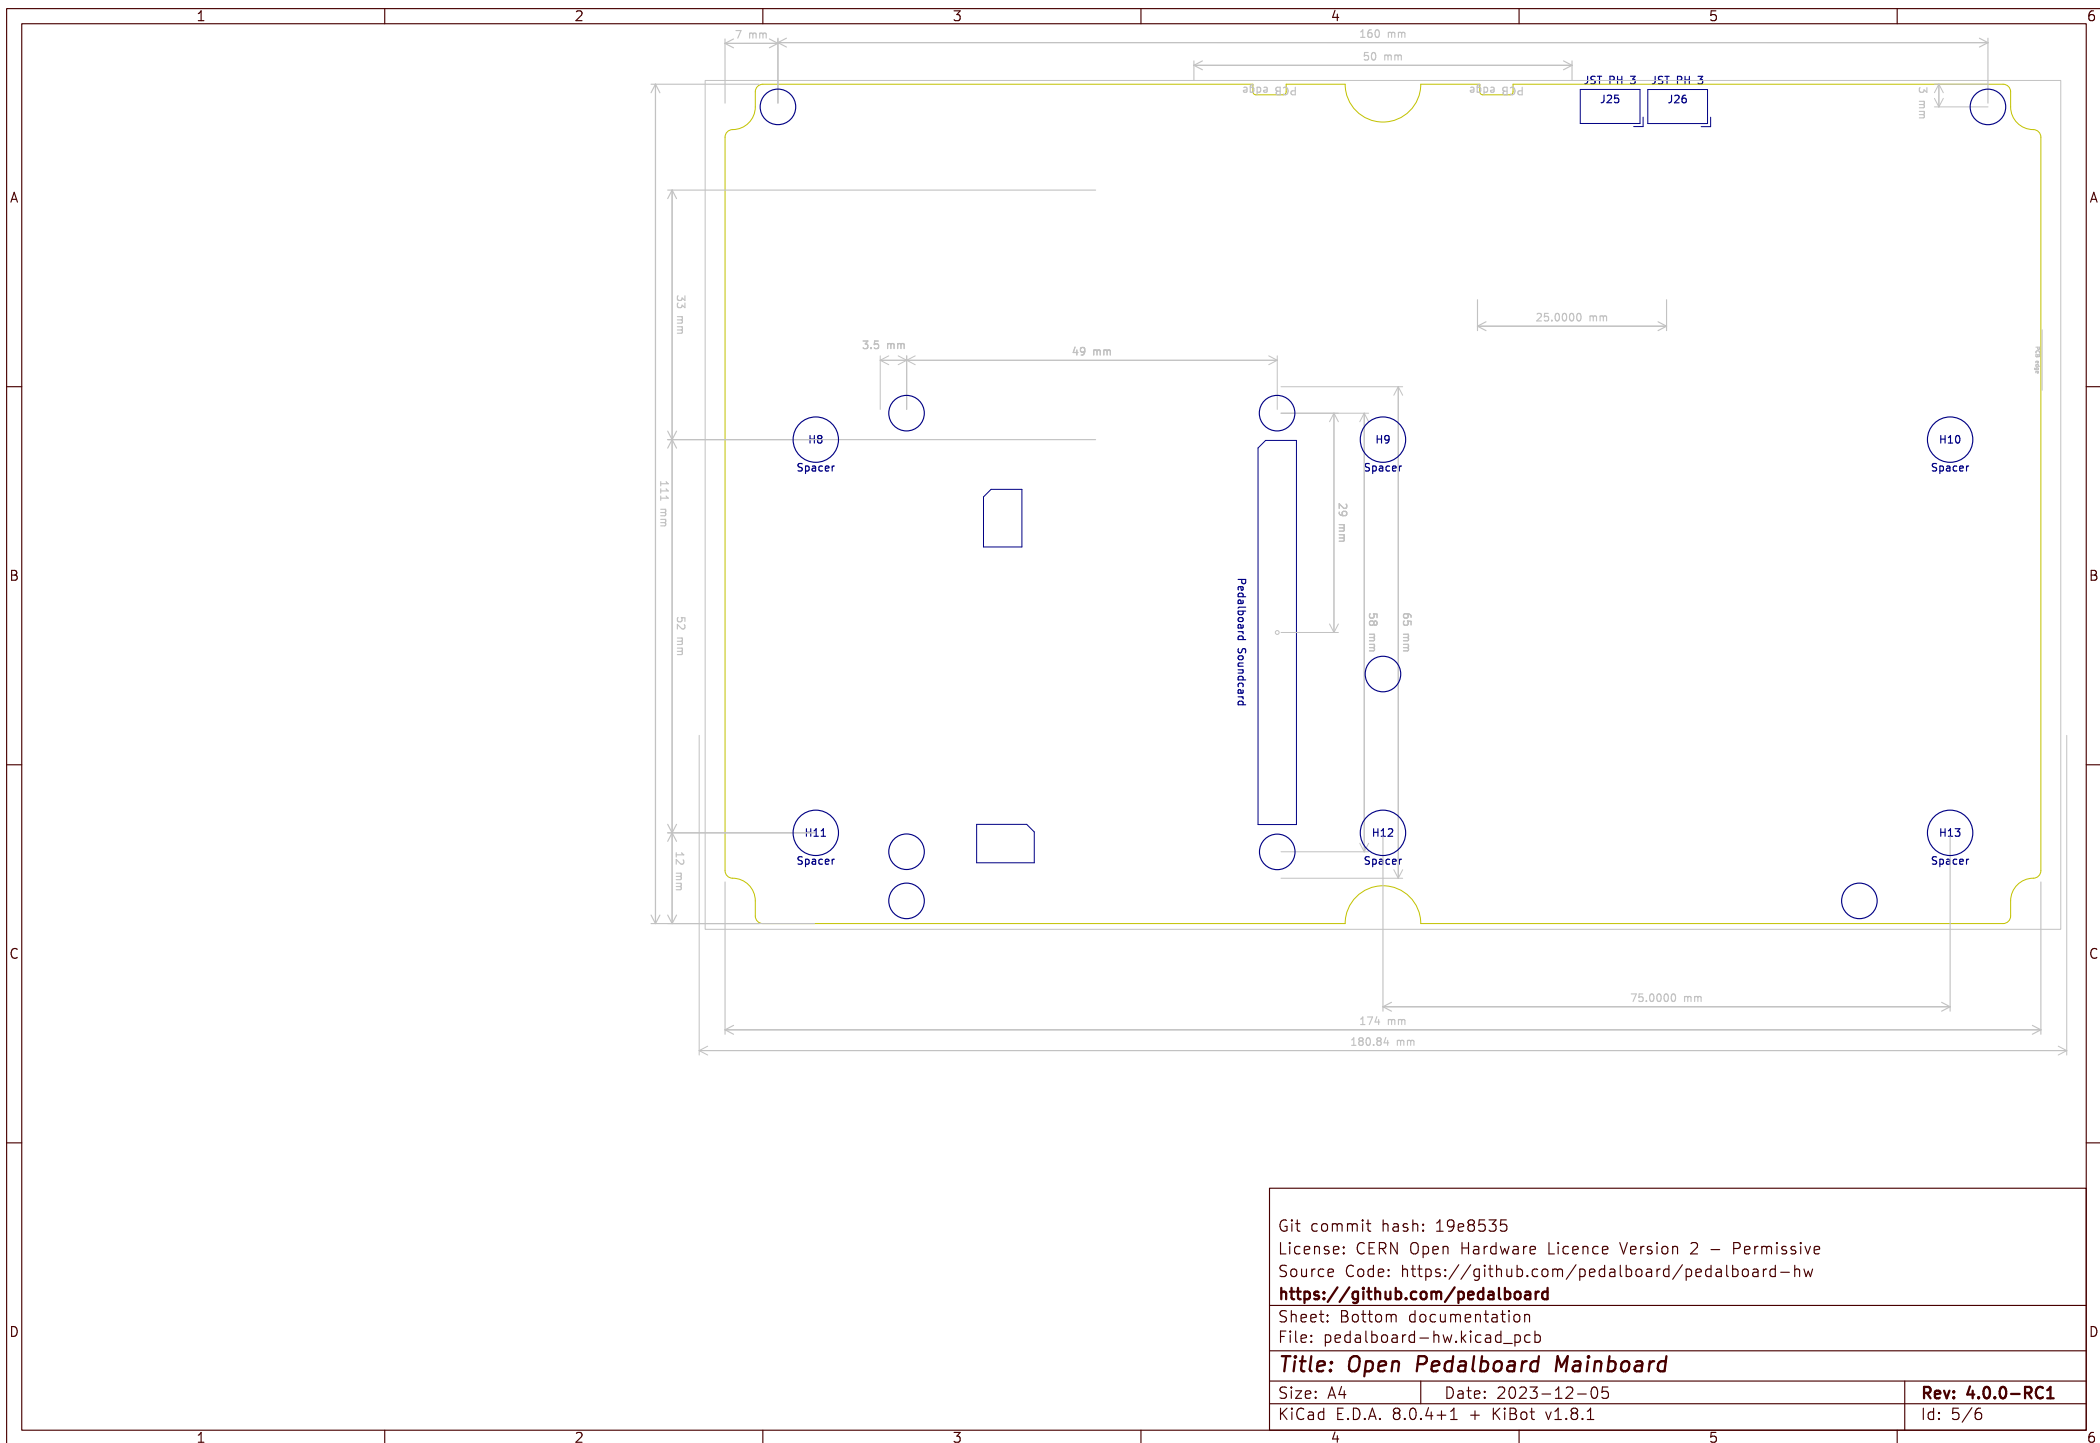 1 2 3 4 5 6
7 mm
160 mm
50 mm
JST PH 3 JST PH 3
PCB edge PCB edge
J25 J26
3 mm
A A
33 mm
25.0000 mm
3.5 mm
49 mm
PCB edge
H8 H9 H10
Spacer Spacer Spacer
111 mm
29 mm
B B
Pedalboard Soundcard
52 mm
58 mm
65 mm
H11 H12 H13
Spacer Spacer Spacer
12 mm
C C
75.0000 mm
174 mm
180.84 mm
Git commit hash: 19e8535
License: CERN Open Hardware Licence Version 2 - Permissive
Source Code: https://github.com/pedalboard/pedalboard-hw
https://github.com/pedalboard
Sheet: Bottom documentation
File: pedalboard-hw.kicad_pcb
D D
Title: Open Pedalboard Mainboard
Size: A4 Date: 2023-12-05 Rev: 4.0.0-RC1
KiCad E.D.A. 8.0.4+1 + KiBot v1.8.1 Id: 5/6
1 2 3 4 5 6